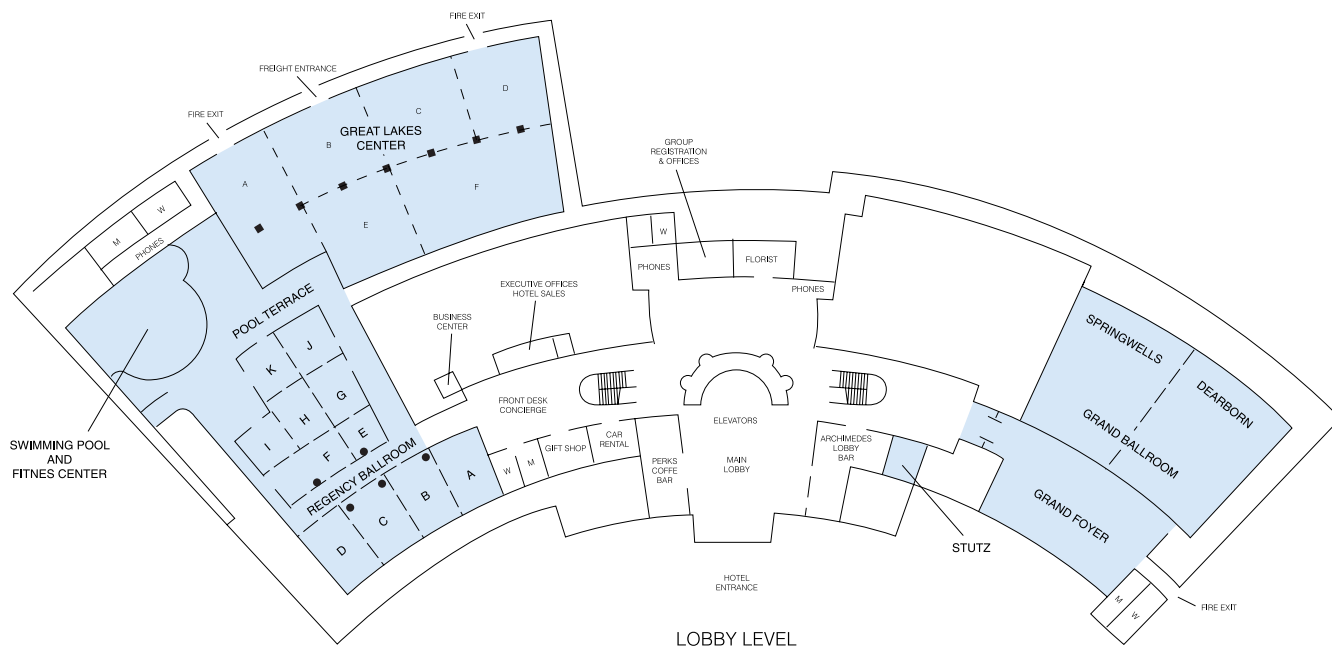 FIRE EXIT
FREIGHT ENTRANCE
FIRE EXIT
D
C
GREAT LAKES
CENTER
B
A
F
E
W
M
PHONES
GROUP
REGISTRATION
& OFFICES
W
PHONES
FLORIST
PHONES
EXECUTIVE OFFICES
HOTEL SALES
BUSINESS
CENTER
POOL TERRACE
J
K
G
H
I
E
F
REGENCY BALLROOM
A
B
C
D
SWIMMING POOL
AND
FITNES CENTER
FRONT DESK
CONCIERGE
W
M
GIFT SHOP
CAR
RENTAL
PERKS
COFFE
BAR
ELEVATORS
MAIN
LOBBY
ARCHIMEDES
LOBBY
BAR
STUTZ
SPRINGWELLS
DEARBORN
GRAND BALLROOM
GRAND FOYER
M
W
FIRE EXIT
HOTEL
ENTRANCE
LOBBY LEVEL